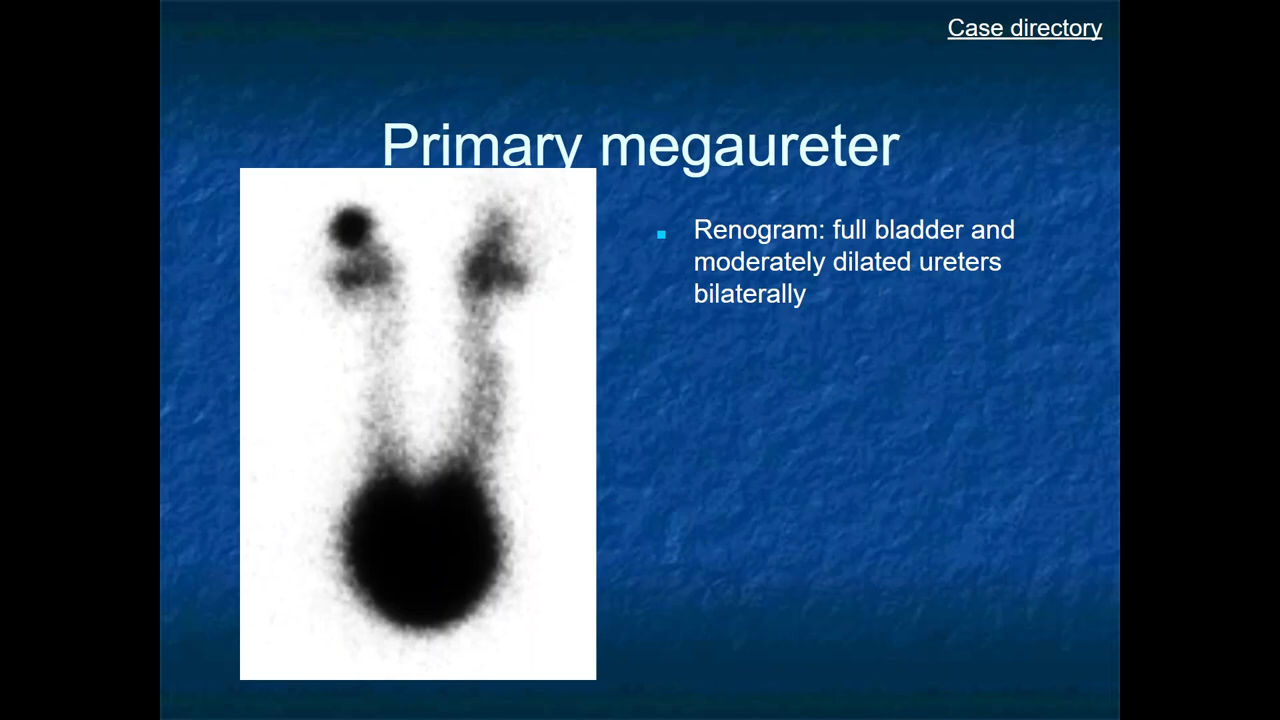 Case directory
Primary megaureter
Renogram: full bladder and
moderately dilated ureters
bilaterally